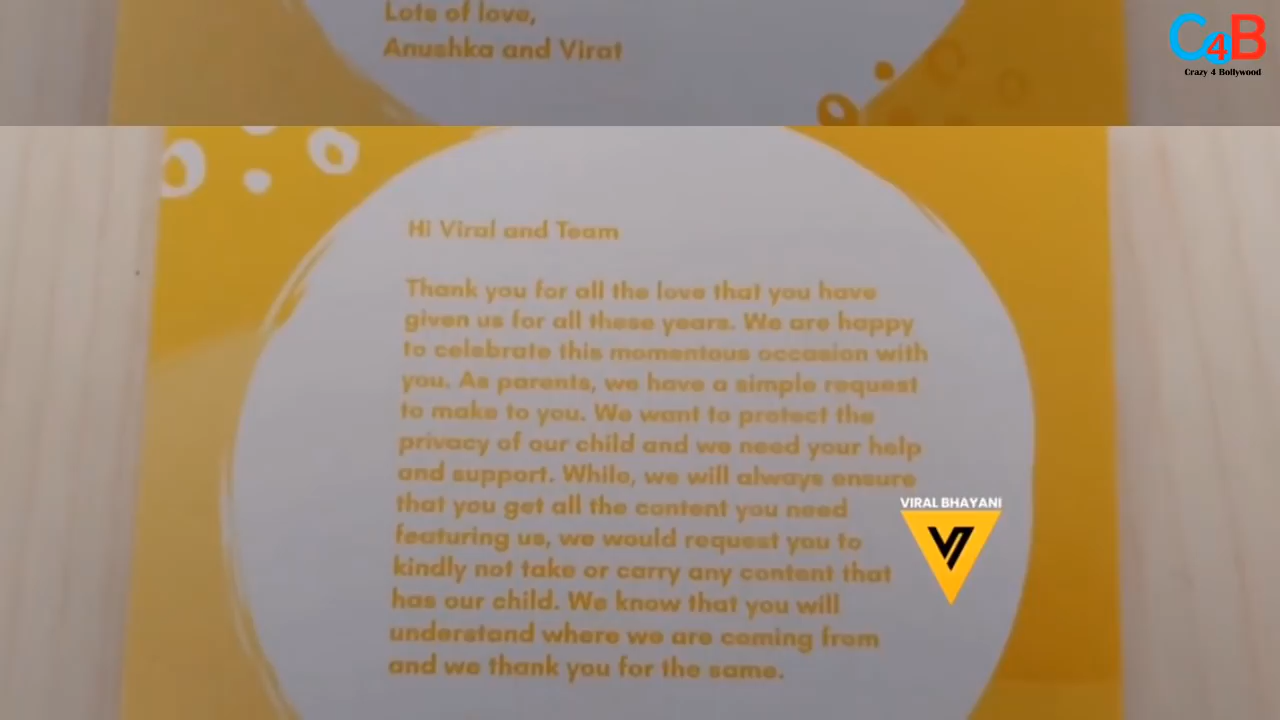 Lots of love,
Anushka and Virat
C4B
Crazy 4 Bollywood
Hi Viral and Team
Thank you for all the love that you have
given us for all these years. We are happy
to celebrate this momentous occasion with
you. As parents, we have a simple request
to make to you. We want to protect the
privacy of our child and we need your help
and support. While, we will always ensure
that you get all the content you need
featuring us, we would request you to
kindly not take or carry any content that
has our child. We know that you will
understand where we are coming from
and we thank you for the same.
VIRAL BHAYANI